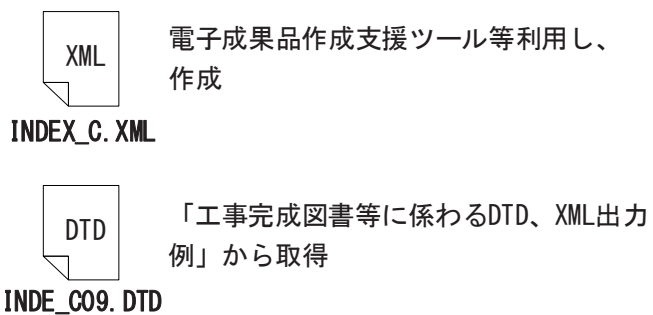 XML
電子成果品作成支援ツール等利用し、
作成
INDEX_C.XML
DTD
「工事完成図書等に係わるDTD、XML出力
例」から取得
INDE_C09.DTD